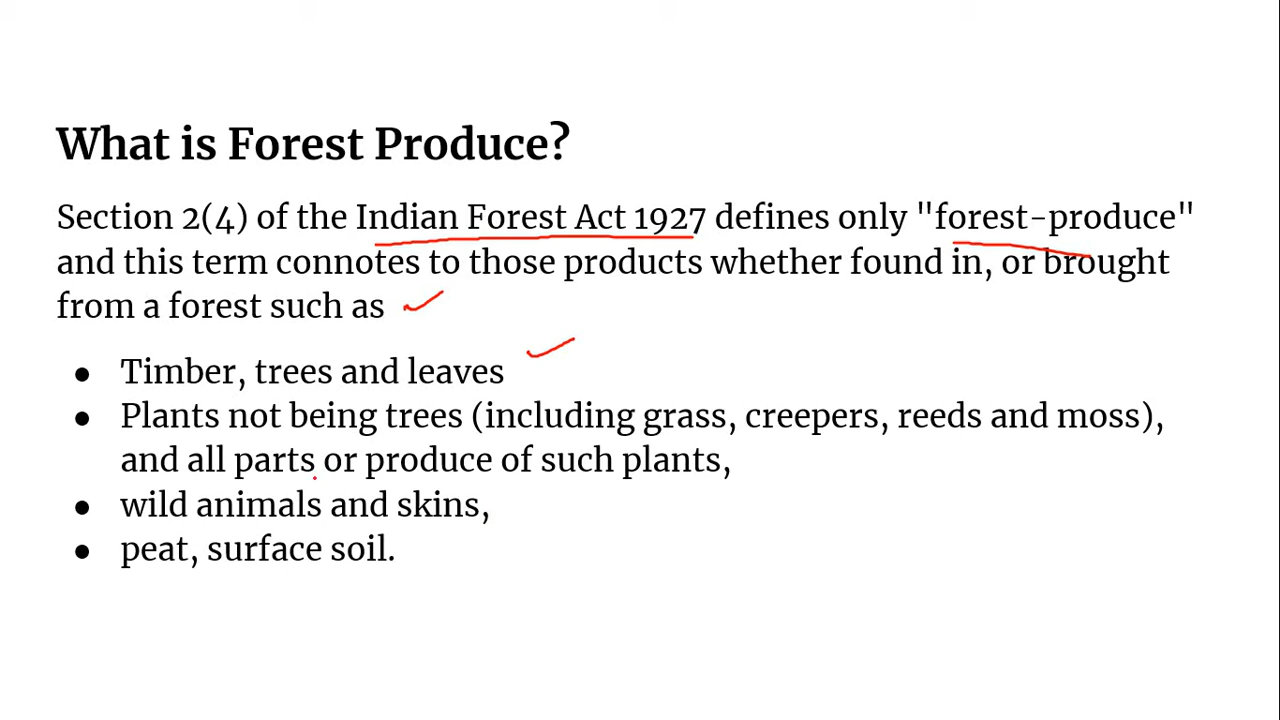 What is Forest Produce?
Section 2(4) of the Indian Forest Act 1927 defines only "forest-produce"
and this term connotes to those products whether found in, or brought
from a forest such as
● Timber, trees and leaves
● Plants not being trees (including grass, creepers, reeds and moss),
and all parts or produce of such plants,
● wild animals and skins,
● peat, surface soil.